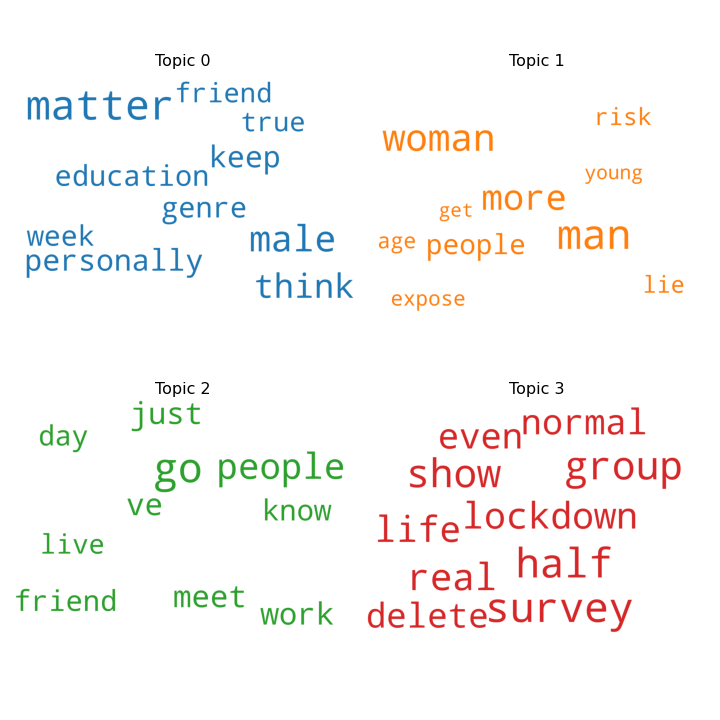 Topic 0
matter
friend
true
keep
education
genre
week
male
personally
think
Topic 1
risk
woman
young
more
get
man
age
people
lie
expose
Topic 2
just
day
go
people
ve
know
live
friend
meet
work
Topic 3
normal
even
show
group
lockdown
life
half
real
survey
delete